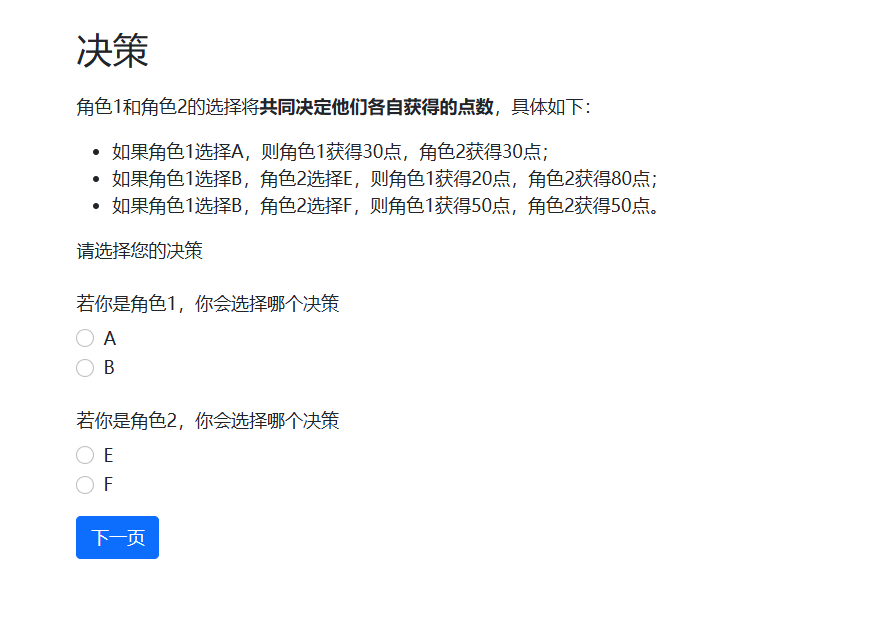 决策
角色1和角色2的选择将共同决定他们各自获得的点数，具体如下：
如果角色1选择A，则角色1获得30点，角色2获得30点；
如果角色1选择B，角色2选择E，则角色1获得20点，角色2获得80点；
如果角色1选择B，角色2选择F，则角色1获得50点，角色2获得50点。
请选择您的决策
若你是角色1，你会选择哪个决策
A
B
若你是角色2，你会选择哪个决策
E
F
下一页